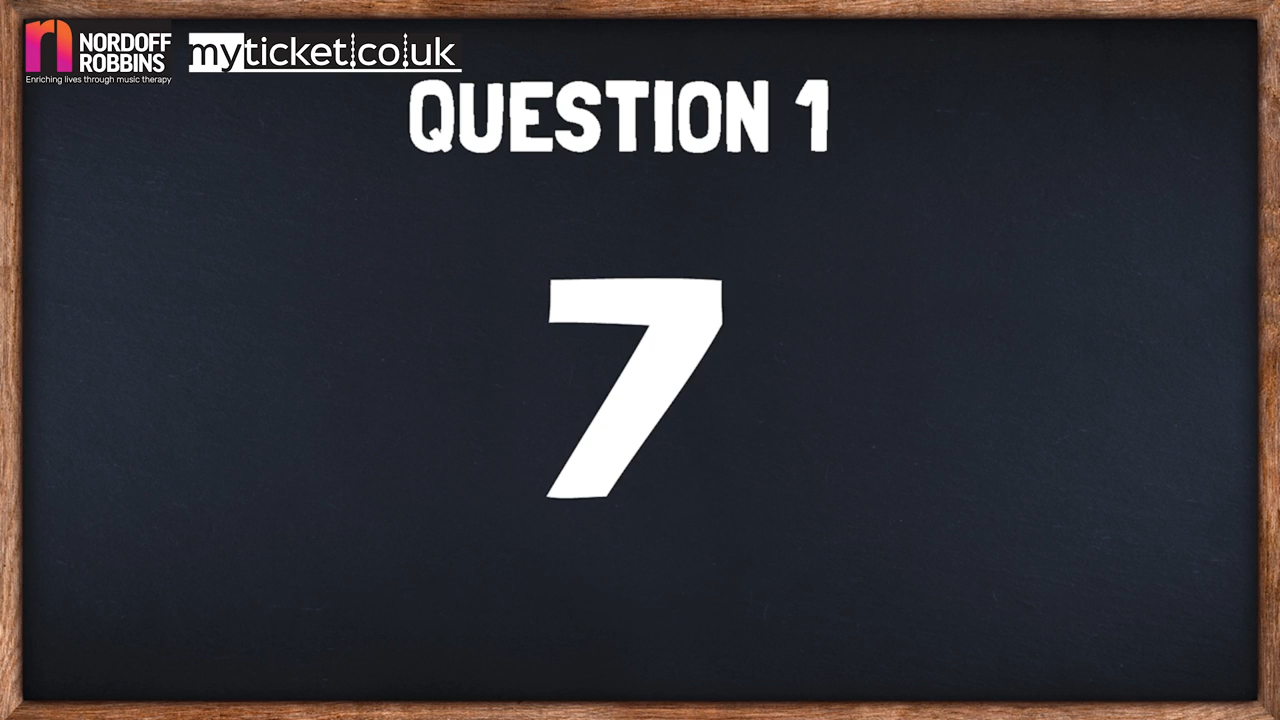 NORDOFF
ROBBINS
Enriching lives through music therapy
myticket.co.uk
QUESTION 1
7